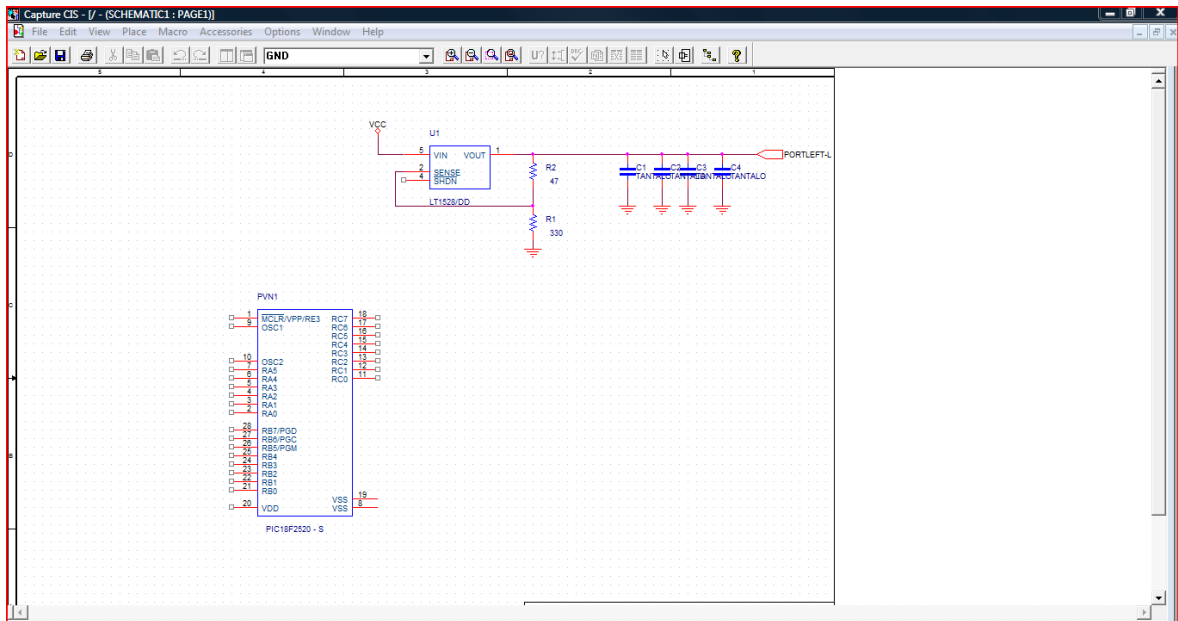 Capture CIS - [/ - (SCHEMATIC1 : PAGE1)]
File Edit View Place Macro Accessories Options Window Help
GND
U?
5 4 3 2 1
D
VCC
U1
5 VIN VOUT 1
2 SENSE
4 SHDN
LT1528/DD
R2
47
R1
330
C1 C2 C3 C4
TANTALO TANTALO TANTALO TANTALO
PORTLEFT-L
C
PVN1
1 MCLR/VPP/RE3 RC7 18
9 OSC1 RC6 17
RC5 16
RC4 15
RC3 14
10 OSC2 RC2 13
7 RA5 RC1 12
6 RA4 RC0 11
5 RA3
4 RA2
3 RA1
2 RA0
28 RB7/PGD
27 RB6/PGC
26 RB5/PGM
25 RB4
24 RB3
23 RB2
22 RB1
21 RB0
B
VSS 19
20 VDD VSS 8
PIC18F2520 - S